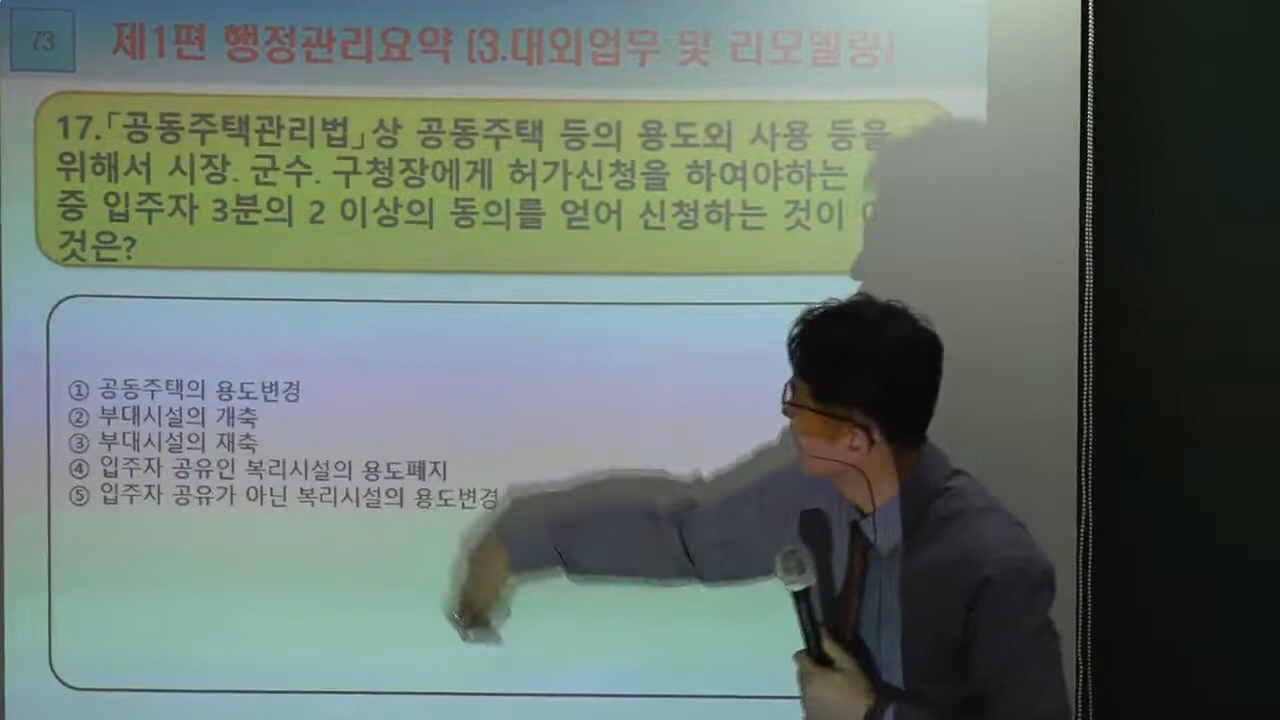 73
제1편 행정관리요약 (3.대외업무 및 리모델링)
17.「공동주택관리법」상 공동주택 등의 용도외 사용 등을
위해서 시장. 군수. 구청장에게 허가신청을 하여야하는
중 입주자 3분의 2 이상의 동의를 얻어 신청하는 것이
것은?
① 공동주택의 용도변경
② 부대시설의 개축
③ 부대시설의 재축
④ 입주자 공유인 복리시설의 용도폐지
⑤ 입주자 공유가 아닌 복리시설의 용도변경